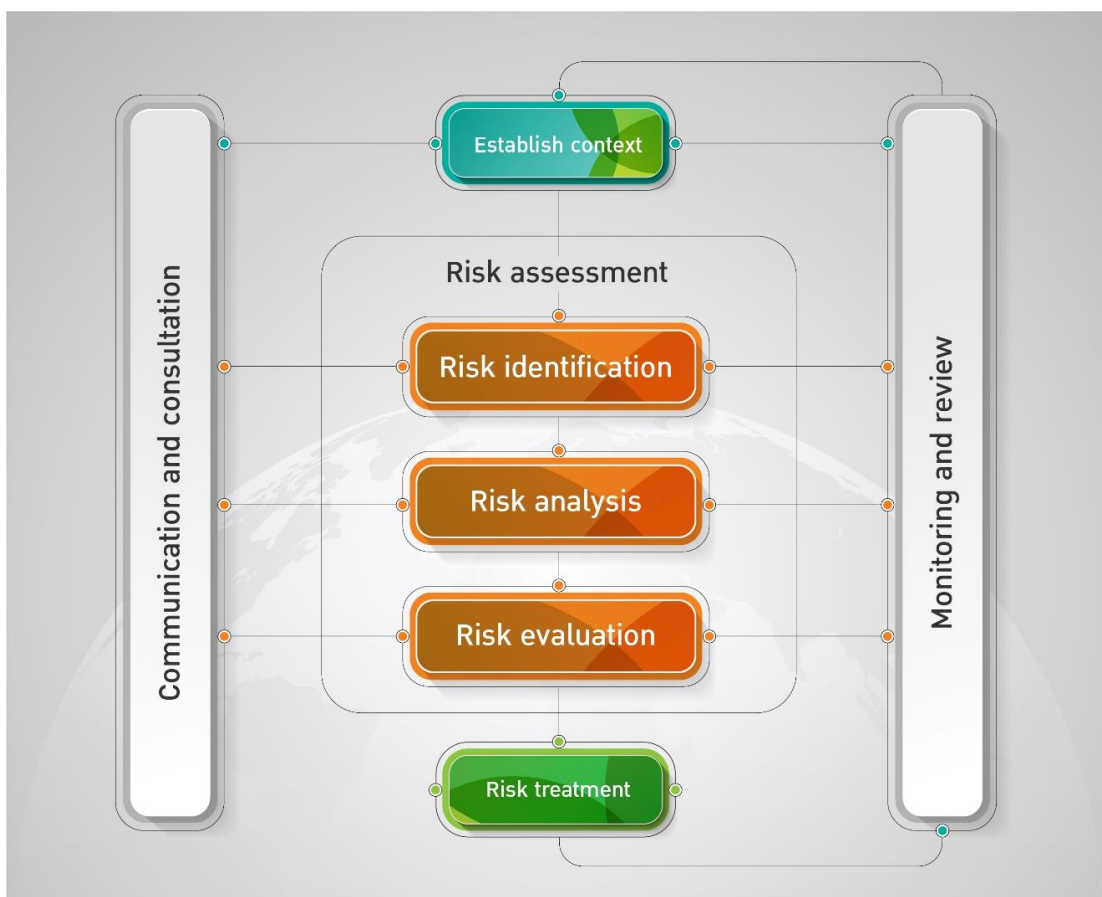 Establish context
Communication and consultation
Risk assessment
Risk identification
Risk analysis
Risk evaluation
Risk treatment
Monitoring and review